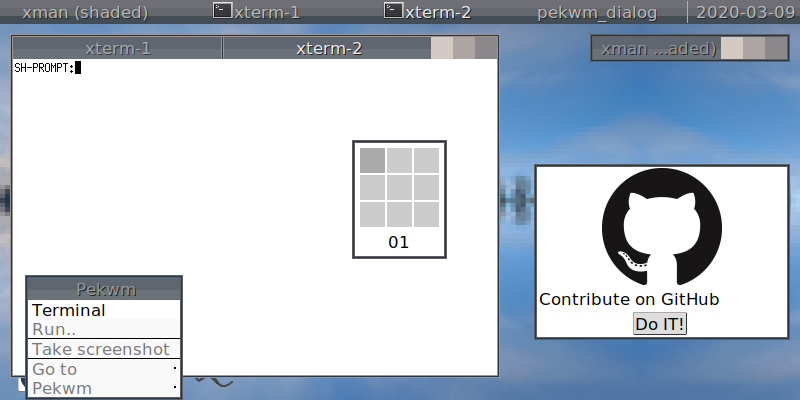 xman (shaded) xterm-1 xterm-2 pekwm_dialog 2020-03-09
xterm-1 xterm-2
xman ...aded)
SH-PROMPT:
01
Contribute on GitHub
Do IT!
Pekwm
Terminal
Run..
Take screenshot
Go to
Pekwm